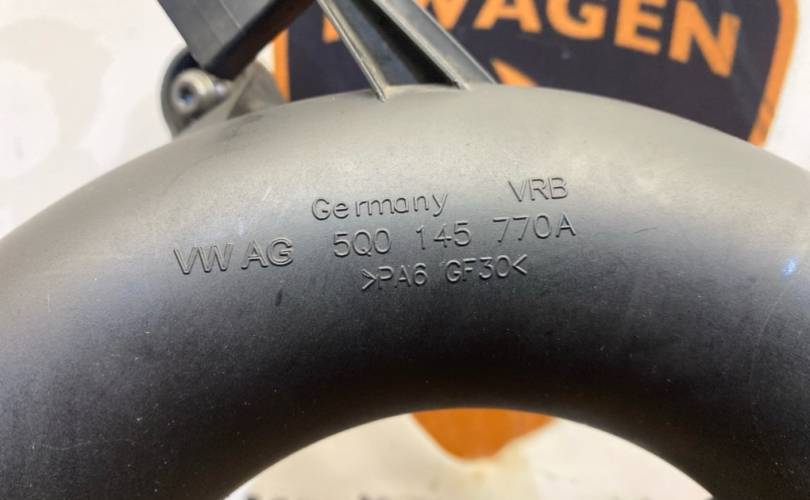 WAGEN
Germany VRB
VW AG 5Q0 145 770A
>PA6 GF30<